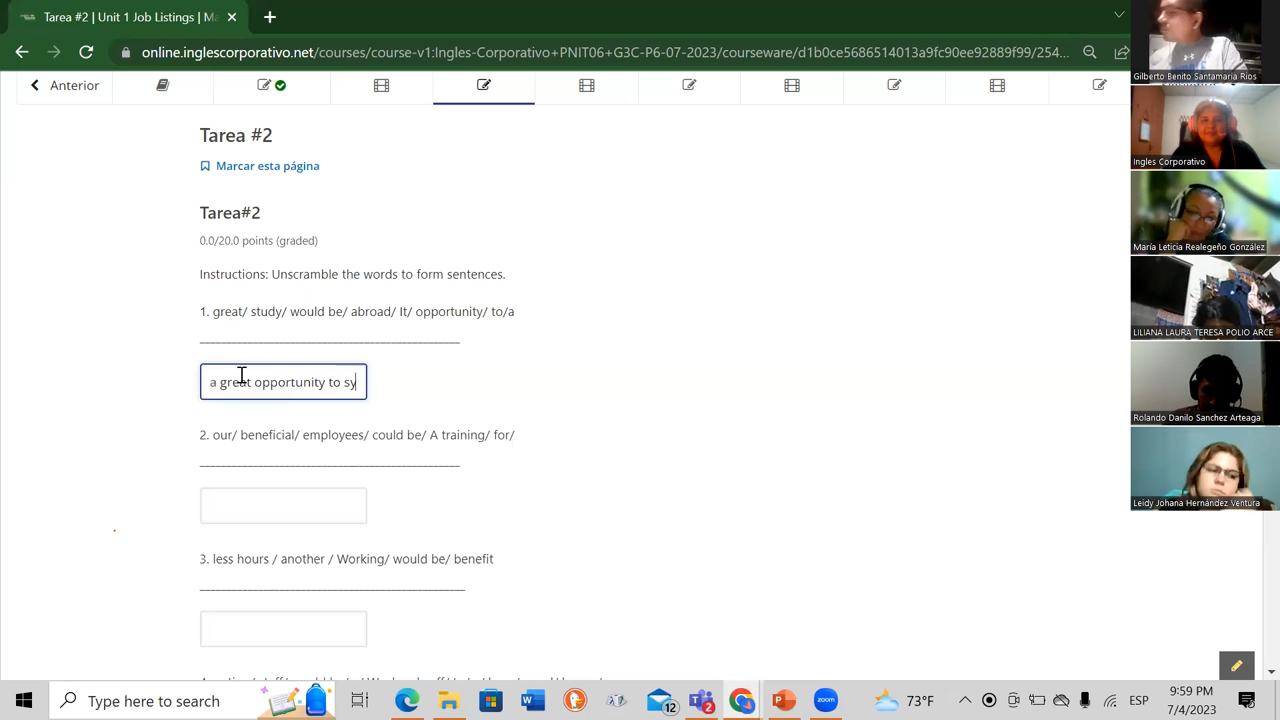 Tarea #2 | Unit 1 Job Listings | Ma
online.inglescorporativo.net/courses/course-v1:Ingles-Corporativo+PNIT06+G3C-P6-07-2023/courseware/d1b0ce5686514013a9fc90ee92889f99/254...
Anterior
Tarea #2
Marcar esta página
Tarea#2
0.0/20.0 points (graded)
Instructions: Unscramble the words to form sentences.
1. great/ study/ would be/ abroad/ It/ opportunity/ to/a
a great opportunity to sy
2. our/ beneficial/ employees/ could be/ A training/ for/
3. less hours / another / Working/ would be/ benefit
Gilberto Benito Santamaria Rios
Ingles Corporativo
María Leticia Realegeño González
LILIANA LAURA TERESA POLIO ARCE
Rolando Danilo Sanchez Arteaga
Leidy Johana Hernández Ventura
Type here to search
12
2
zoom
73°F
ESP
9:59 PM
7/4/2023